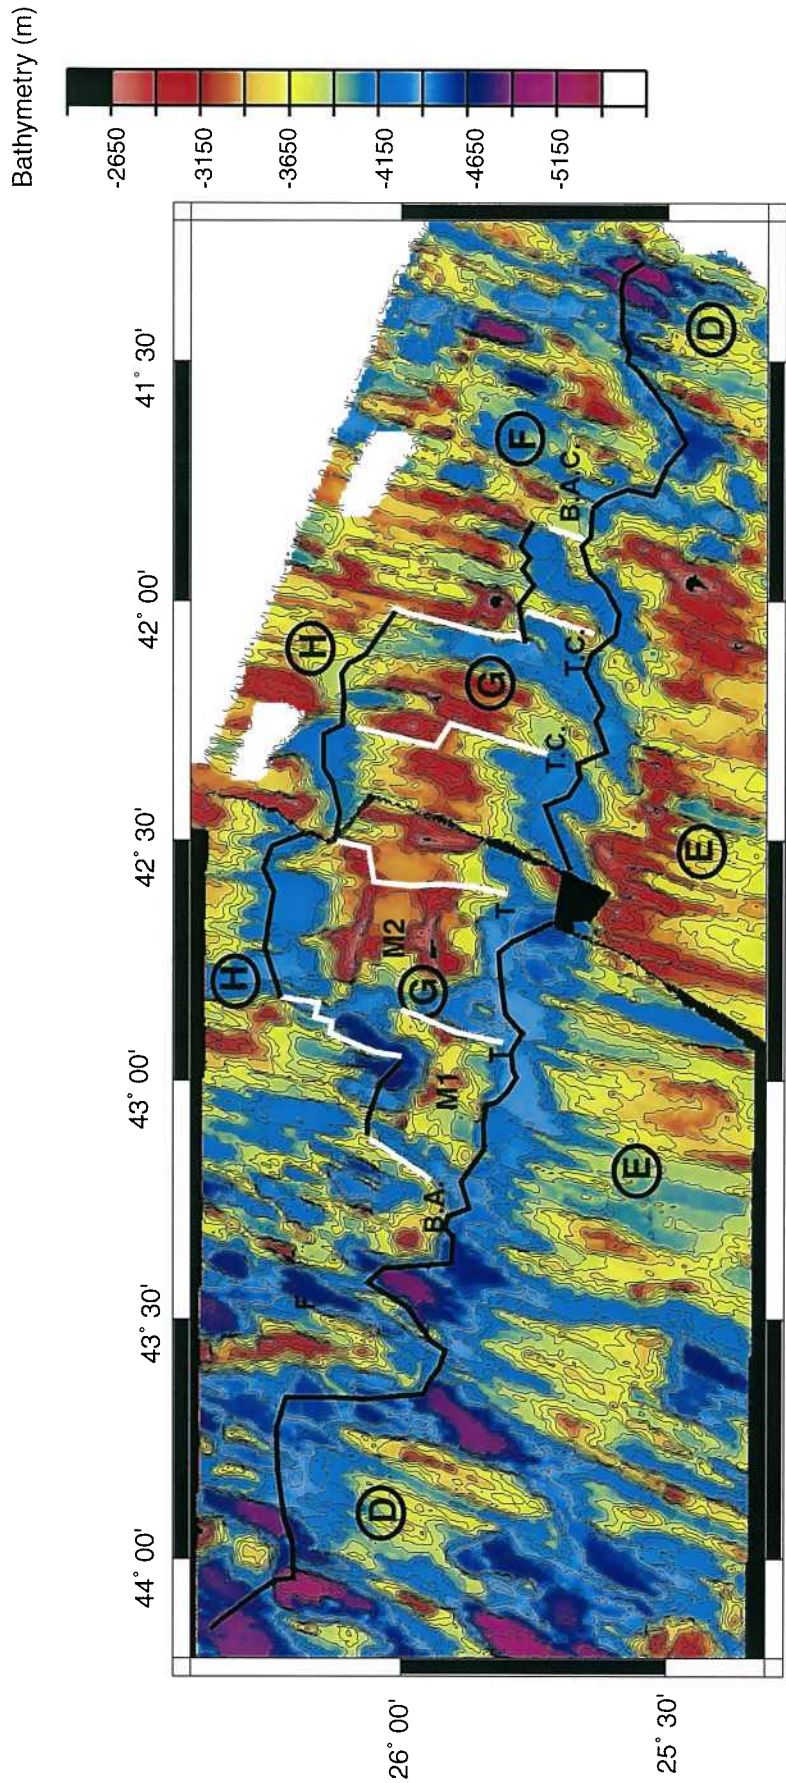 Bathymetry (m)
-2650
-3150
-3650
-4150
-4650
-5150
44° 00'
43° 30'
43° 00'
42° 30'
42° 00'
41° 30'
26° 00'
25° 30'
H
H
F
G
G
M2
M1
T
T
T.C.
T.C.
B.A.C.
B.A.
F
D
D
E
E